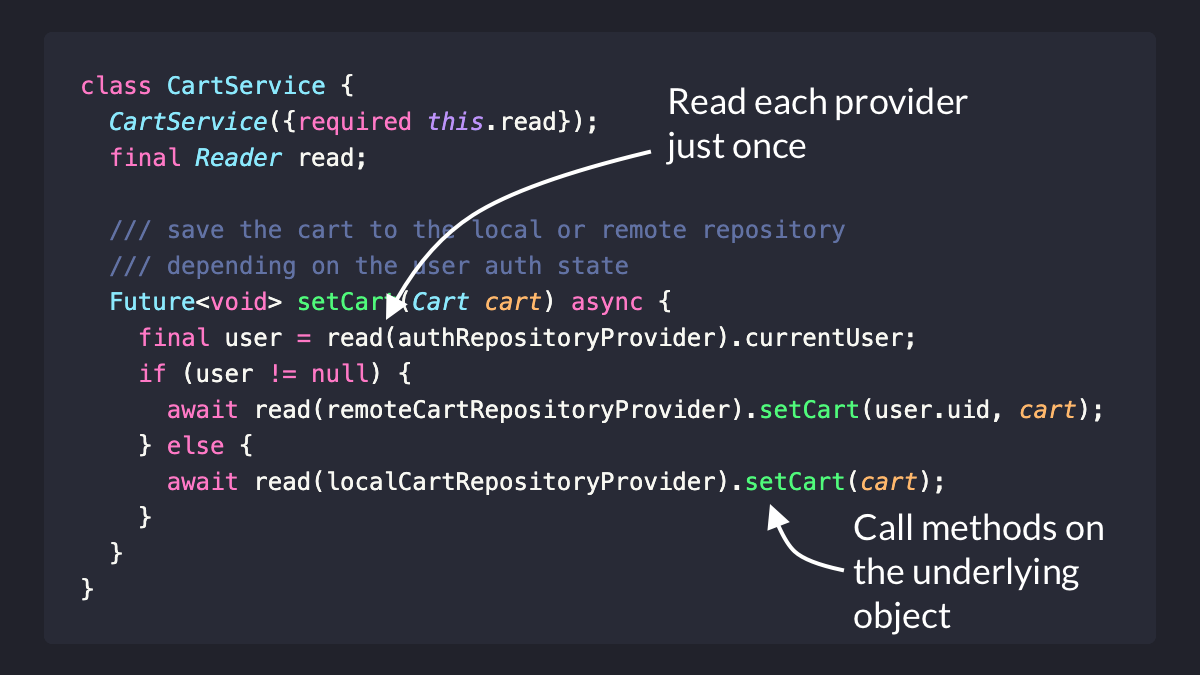 class CartService {
CartService({required this.read});
final Reader read;
Read each provider
just once
/// save the cart to the local or remote repository
/// depending on the user auth state
Future<void> setCart(Cart cart) async {
final user = read(authRepositoryProvider).currentUser;
if (user != null) {
await read(remoteCartRepositoryProvider).setCart(user.uid, cart);
} else {
await read(localCartRepositoryProvider).setCart(cart);
}
}
}
Call methods on
the underlying
object